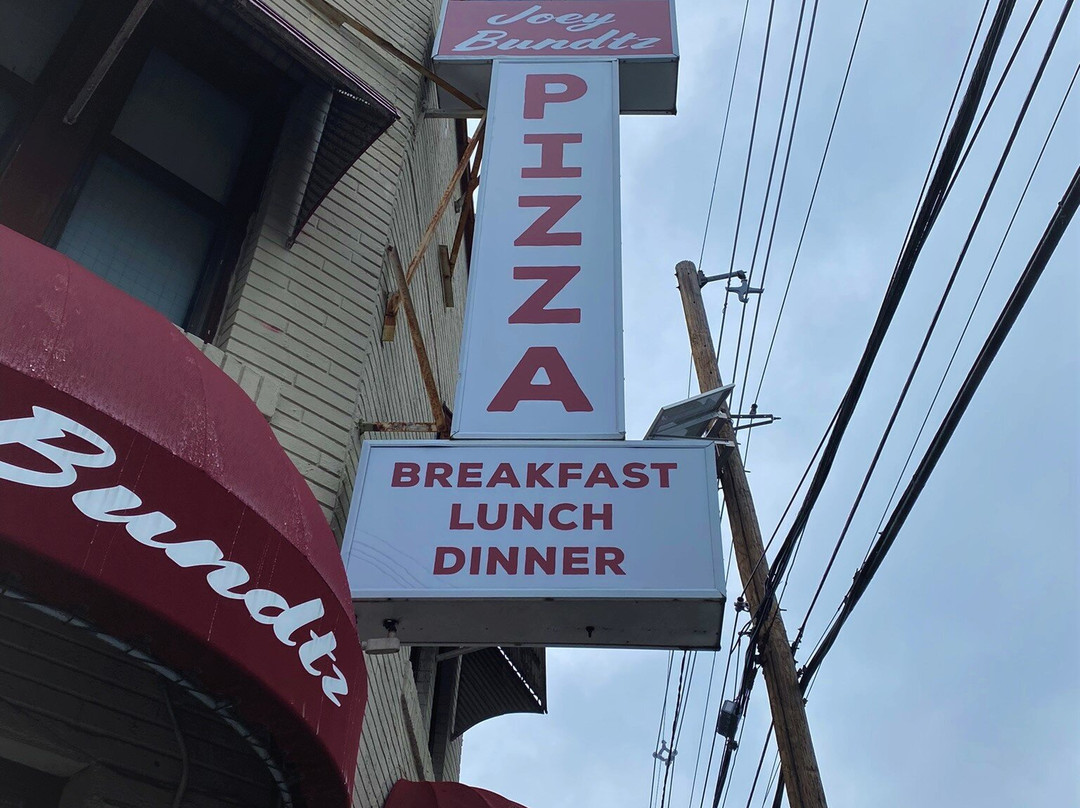 Joey
Bundtz
PIZZA
BREAKFAST
LUNCH
DINNER
Bundtz